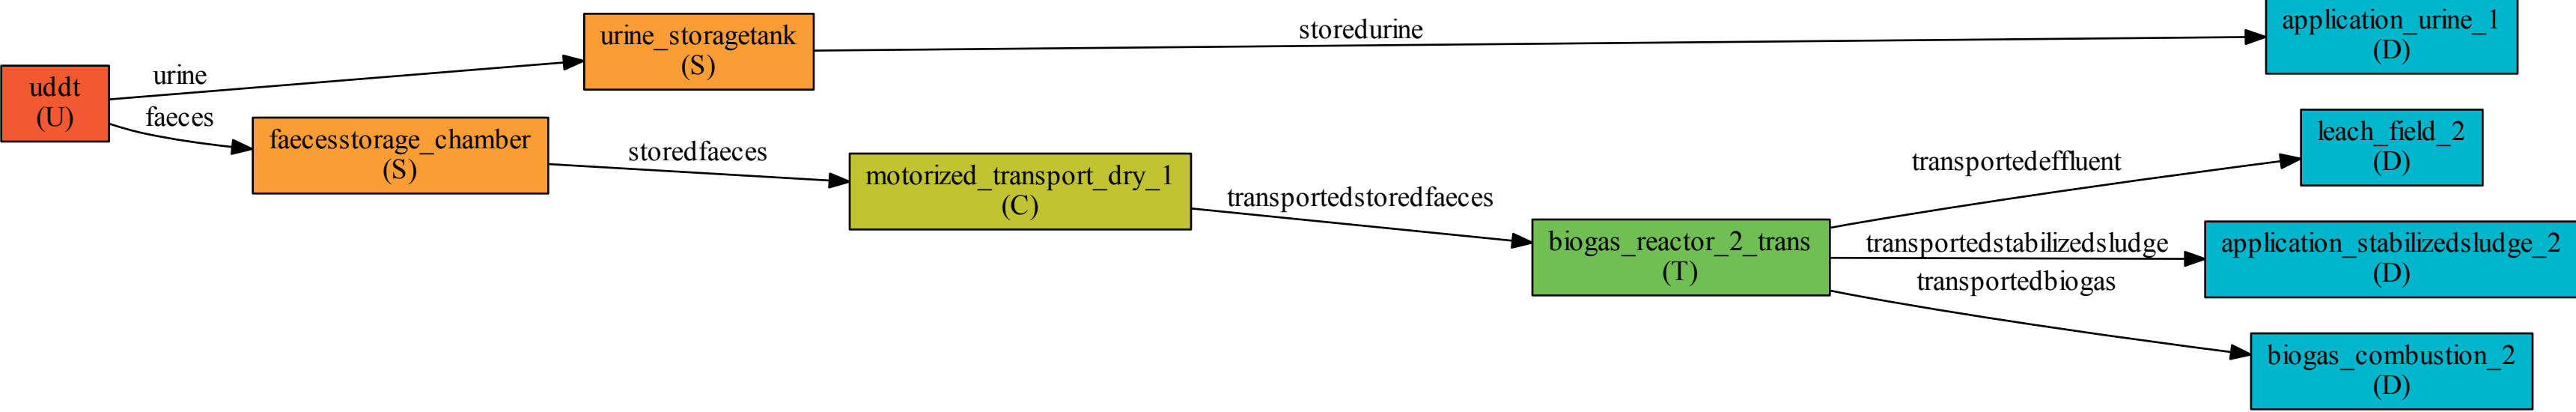 uddt
(U)
urine
faeces
urine_storagetank
(S)
faecesstorage_chamber
(S)
storedurine
storedfaeces
motorized_transport_dry_1
(C)
transportedstoredfaeces
biogas_reactor_2_trans
(T)
transportedeffluent
transportedstabilizedsludge
transportedbiogas
application_urine_1
(D)
leach_field_2
(D)
application_stabilizedsludge_2
(D)
biogas_combustion_2
(D)